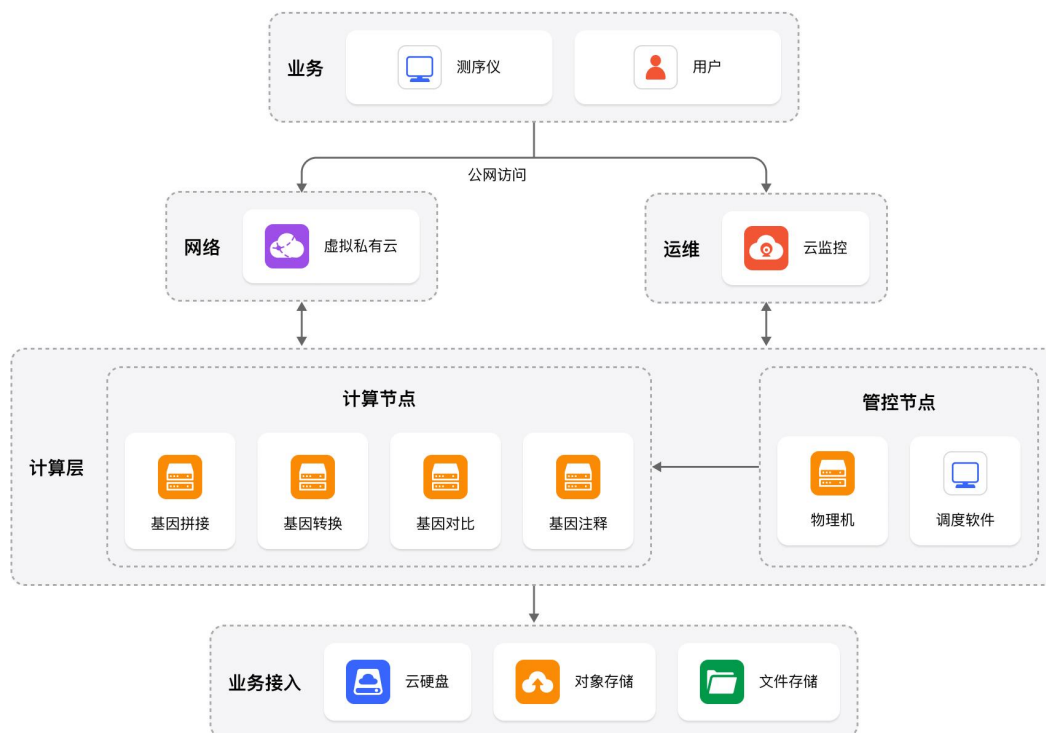 业务
测序仪
用户
公网访问
网络
虚拟私有云
运维
云监控
计算层
计算节点
基因拼接
基因转换
基因对比
基因注释
管控节点
物理机
调度软件
业务接入
云硬盘
对象存储
文件存储